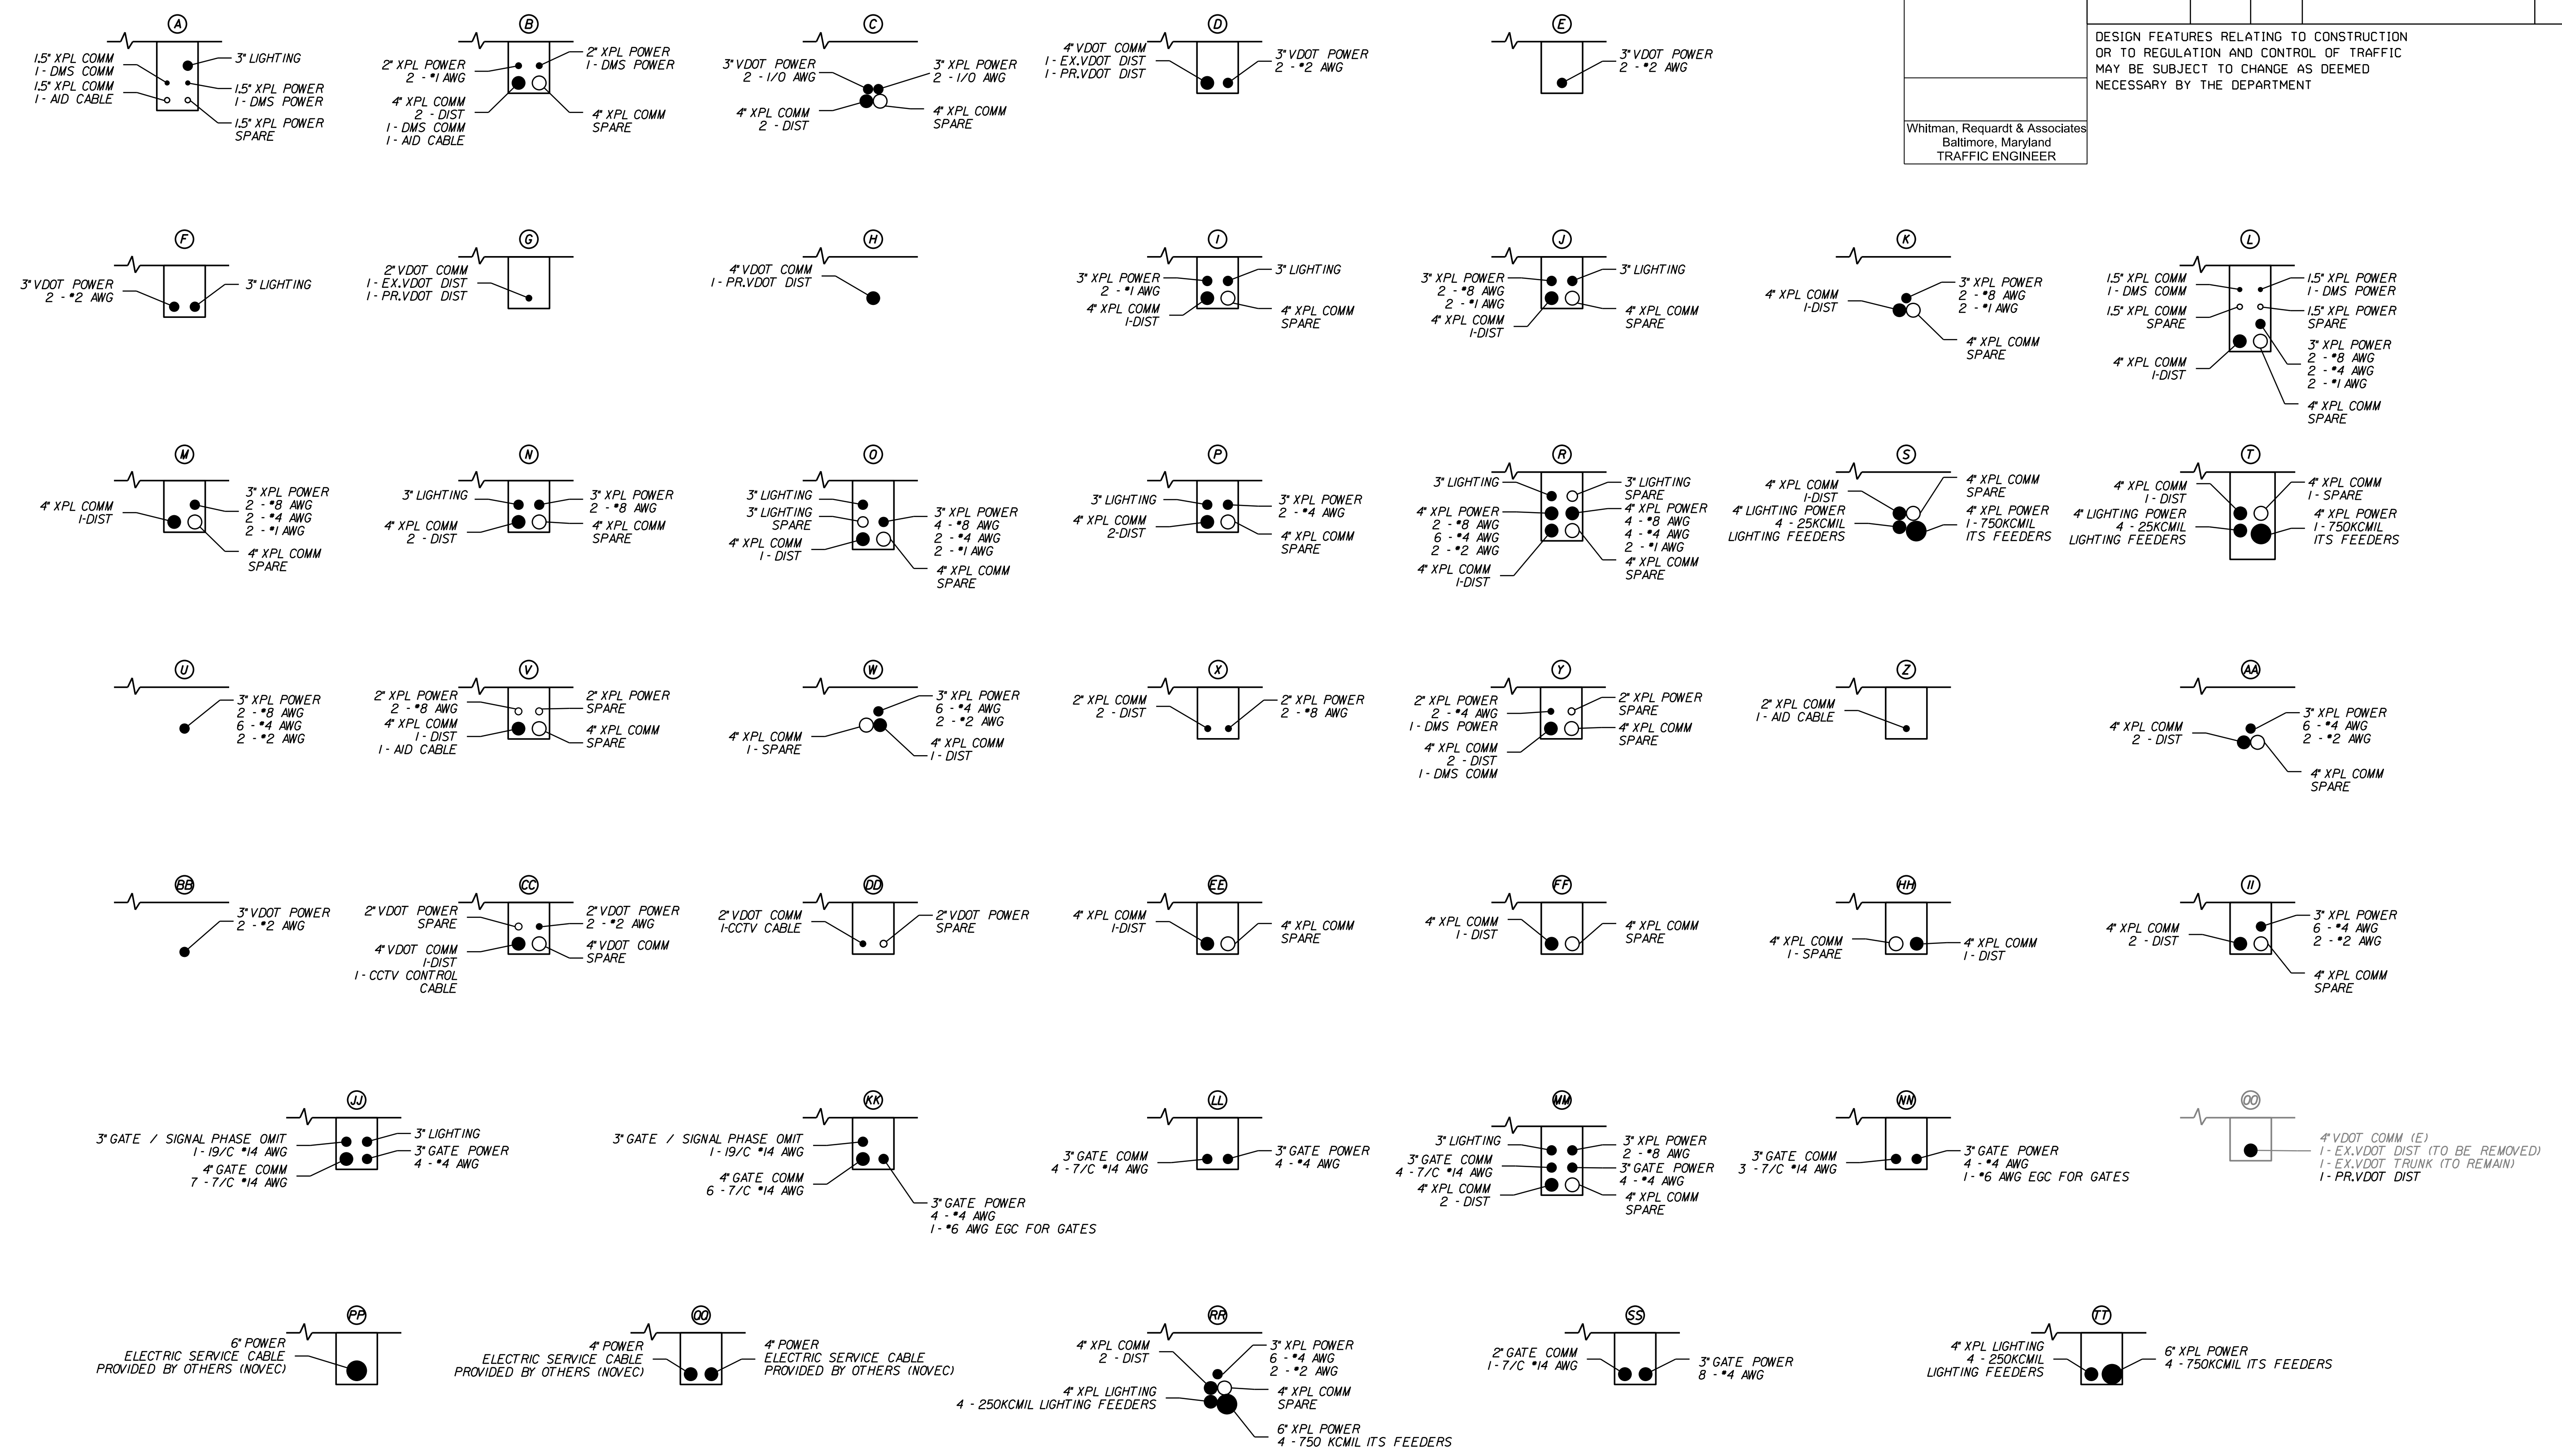 A
1.5" XPL COMM
1 - DMS COMM
1.5" XPL COMM
1 - AID CABLE
3" LIGHTING
1.5" XPL POWER
1 - DMS POWER
1.5" XPL POWER
SPARE
B
2" XPL POWER
2 - #1 AWG
4" XPL COMM
2 - DIST
1 - DMS COMM
1 - AID CABLE
2" XPL POWER
1 - DMS POWER
4" XPL COMM
SPARE
C
3" VDOT POWER
2 - 1/0 AWG
4" XPL COMM
2 - DIST
3" XPL POWER
2 - 1/0 AWG
4" XPL COMM
SPARE
D
4" VDOT COMM
1 - EX.VDOT DIST
1 - PR.VDOT DIST
3" VDOT POWER
2 - #2 AWG
E
3" VDOT POWER
2 - #2 AWG
DESIGN FEATURES RELATING TO CONSTRUCTION
OR TO REGULATION AND CONTROL OF TRAFFIC
MAY BE SUBJECT TO CHANGE AS DEEMED
NECESSARY BY THE DEPARTMENT
Whitman, Requardt & Associates
Baltimore, Maryland
TRAFFIC ENGINEER
F
3" VDOT POWER
2 - #2 AWG
3" LIGHTING
G
2" VDOT COMM
1 - EX.VDOT DIST
1 - PR.VDOT DIST
H
4" VDOT COMM
1 - PR.VDOT DIST
I
3" XPL POWER
2 - #1 AWG
4" XPL COMM
1-DIST
3" LIGHTING
4" XPL COMM
SPARE
J
3" XPL POWER
2 - #8 AWG
2 - #1 AWG
4" XPL COMM
1-DIST
3" LIGHTING
4" XPL COMM
SPARE
K
4" XPL COMM
1-DIST
3" XPL POWER
2 - #8 AWG
2 - #1 AWG
4" XPL COMM
SPARE
L
1.5" XPL COMM
1 - DMS COMM
1.5" XPL COMM
SPARE
4" XPL COMM
1-DIST
1.5" XPL POWER
1 - DMS POWER
1.5" XPL POWER
SPARE
3" XPL POWER
2 - #8 AWG
2 - #4 AWG
2 - #1 AWG
4" XPL COMM
SPARE
M
4" XPL COMM
1-DIST
3" XPL POWER
2 - #8 AWG
2 - #4 AWG
2 - #1 AWG
4" XPL COMM
SPARE
N
3" LIGHTING
4" XPL COMM
2 - DIST
3" XPL POWER
2 - #8 AWG
4" XPL COMM
SPARE
O
3" LIGHTING
3" LIGHTING
SPARE
4" XPL COMM
1 - DIST
3" XPL POWER
4 - #8 AWG
2 - #4 AWG
2 - #1 AWG
4" XPL COMM
SPARE
P
3" LIGHTING
4" XPL COMM
2-DIST
3" XPL POWER
2 - #4 AWG
4" XPL COMM
SPARE
R
3" LIGHTING
4" XPL POWER
2 - #8 AWG
6 - #4 AWG
2 - #2 AWG
4" XPL COMM
1-DIST
3" LIGHTING
SPARE
4" XPL POWER
4 - #8 AWG
4 - #4 AWG
2 - #1 AWG
4" XPL COMM
SPARE
S
4" XPL COMM
1-DIST
4" LIGHTING POWER
4 - 25KCMIL
LIGHTING FEEDERS
4" XPL COMM
SPARE
4" XPL POWER
1 - 750KCMIL
ITS FEEDERS
T
4" XPL COMM
1 - DIST
4" LIGHTING POWER
4 - 25KCMIL
LIGHTING FEEDERS
4" XPL COMM
1 - SPARE
4" XPL POWER
1 - 750KCMIL
ITS FEEDERS
U
3" XPL POWER
2 - #8 AWG
6 - #4 AWG
2 - #2 AWG
V
2" XPL POWER
2 - #8 AWG
4" XPL COMM
1 - DIST
1 - AID CABLE
2" XPL POWER
SPARE
4" XPL COMM
SPARE
W
4" XPL COMM
1 - SPARE
3" XPL POWER
6 - #4 AWG
2 - #2 AWG
4" XPL COMM
1 - DIST
X
2" XPL COMM
2 - DIST
2" XPL POWER
2 - #8 AWG
Y
2" XPL POWER
2 - #4 AWG
1 - DMS POWER
4" XPL COMM
2 - DIST
1 - DMS COMM
2" XPL POWER
SPARE
4" XPL COMM
SPARE
Z
2" XPL COMM
1 - AID CABLE
AA
4" XPL COMM
2 - DIST
3" XPL POWER
6 - #4 AWG
2 - #2 AWG
4" XPL COMM
SPARE
BB
3" VDOT POWER
2 - #2 AWG
CC
2" VDOT POWER
SPARE
4" VDOT COMM
1-DIST
1 - CCTV CONTROL
CABLE
2" VDOT POWER
2 - #2 AWG
4" VDOT COMM
SPARE
DD
2" VDOT COMM
1-CCTV CABLE
2" VDOT POWER
SPARE
EE
4" XPL COMM
1-DIST
4" XPL COMM
SPARE
FF
4" XPL COMM
1 - DIST
4" XPL COMM
SPARE
HH
4" XPL COMM
1 - SPARE
4" XPL COMM
1 - DIST
II
4" XPL COMM
2 - DIST
3" XPL POWER
6 - #4 AWG
2 - #2 AWG
4" XPL COMM
SPARE
JJ
3" GATE / SIGNAL PHASE OMIT
1 - 19/C #14 AWG
4" GATE COMM
7 - 7/C #14 AWG
3" LIGHTING
3" GATE POWER
4 - #4 AWG
KK
3" GATE / SIGNAL PHASE OMIT
1 - 19/C #14 AWG
4" GATE COMM
6 - 7/C #14 AWG
3" GATE POWER
4 - #4 AWG
1 - #6 AWG EGC FOR GATES
LL
3" GATE COMM
4 - 7/C #14 AWG
3" GATE POWER
4 - #4 AWG
MM
3" LIGHTING
3" GATE COMM
4 - 7/C #14 AWG
4" XPL COMM
2 - DIST
3" XPL POWER
2 - #8 AWG
3" GATE POWER
4 - #4 AWG
4" XPL COMM
SPARE
NN
3" GATE COMM
3 - 7/C #14 AWG
3" GATE POWER
4 - #4 AWG
1 - #6 AWG EGC FOR GATES
OO
4" VDOT COMM (E)
1 - EX.VDOT DIST (TO BE REMOVED)
1 - EX.VDOT TRUNK (TO REMAIN)
1 - PR.VDOT DIST
PP
6" POWER
ELECTRIC SERVICE CABLE
PROVIDED BY OTHERS (NOVEC)
QQ
4" POWER
ELECTRIC SERVICE CABLE
PROVIDED BY OTHERS (NOVEC)
4" POWER
ELECTRIC SERVICE CABLE
PROVIDED BY OTHERS (NOVEC)
RR
4" XPL COMM
2 - DIST
4" XPL LIGHTING
4 - 250KCMIL LIGHTING FEEDERS
3" XPL POWER
6 - #4 AWG
2 - #2 AWG
4" XPL COMM
SPARE
6" XPL POWER
4 - 750 KCMIL ITS FEEDERS
SS
2" GATE COMM
1 - 7/C #14 AWG
3" GATE POWER
8 - #4 AWG
TT
4" XPL LIGHTING
4 - 250KCMIL
LIGHTING FEEDERS
6" XPL POWER
4 - 750KCMIL ITS FEEDERS